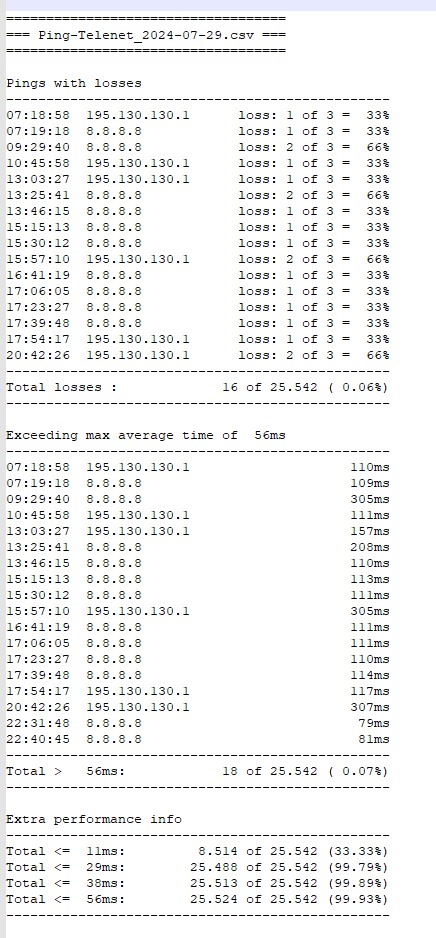 ===================================
=== Ping-Telenet_2024-07-29.csv ===
===================================
Pings with losses
------------------------------------------------
07:18:58  195.130.130.1      loss: 1 of 3 =  33%
07:19:18  8.8.8.8            loss: 1 of 3 =  33%
09:29:40  8.8.8.8            loss: 2 of 3 =  66%
10:45:58  195.130.130.1      loss: 1 of 3 =  33%
13:03:27  195.130.130.1      loss: 1 of 3 =  33%
13:25:41  8.8.8.8            loss: 2 of 3 =  66%
13:46:15  8.8.8.8            loss: 1 of 3 =  33%
15:15:13  8.8.8.8            loss: 1 of 3 =  33%
15:30:12  8.8.8.8            loss: 1 of 3 =  33%
15:57:10  195.130.130.1      loss: 2 of 3 =  66%
16:41:19  8.8.8.8            loss: 1 of 3 =  33%
17:06:05  8.8.8.8            loss: 1 of 3 =  33%
17:23:27  8.8.8.8            loss: 1 of 3 =  33%
17:39:48  8.8.8.8            loss: 1 of 3 =  33%
17:54:17  195.130.130.1      loss: 1 of 3 =  33%
20:42:26  195.130.130.1      loss: 2 of 3 =  66%
------------------------------------------------
Total losses :             16 of 25.542 ( 0.06%)
------------------------------------------------
Exceeding max average time of  56ms
------------------------------------------------
07:18:58  195.130.130.1                    110ms
07:19:18  8.8.8.8                          109ms
09:29:40  8.8.8.8                          305ms
10:45:58  195.130.130.1                    111ms
13:03:27  195.130.130.1                    157ms
13:25:41  8.8.8.8                          208ms
13:46:15  8.8.8.8                          110ms
15:15:13  8.8.8.8                          113ms
15:30:12  8.8.8.8                          111ms
15:57:10  195.130.130.1                    305ms
16:41:19  8.8.8.8                          111ms
17:06:05  8.8.8.8                          111ms
17:23:27  8.8.8.8                          110ms
17:39:48  8.8.8.8                          114ms
17:54:17  195.130.130.1                    117ms
20:42:26  195.130.130.1                    307ms
22:31:48  8.8.8.8                           79ms
22:40:45  8.8.8.8                           81ms
------------------------------------------------
Total >   56ms:            18 of 25.542 ( 0.07%)
------------------------------------------------
Extra performance info
------------------------------------------------
Total <=  11ms:         8.514 of 25.542 (33.33%)
Total <=  29ms:        25.488 of 25.542 (99.79%)
Total <=  38ms:        25.513 of 25.542 (99.89%)
Total <=  56ms:        25.524 of 25.542 (99.93%)
------------------------------------------------